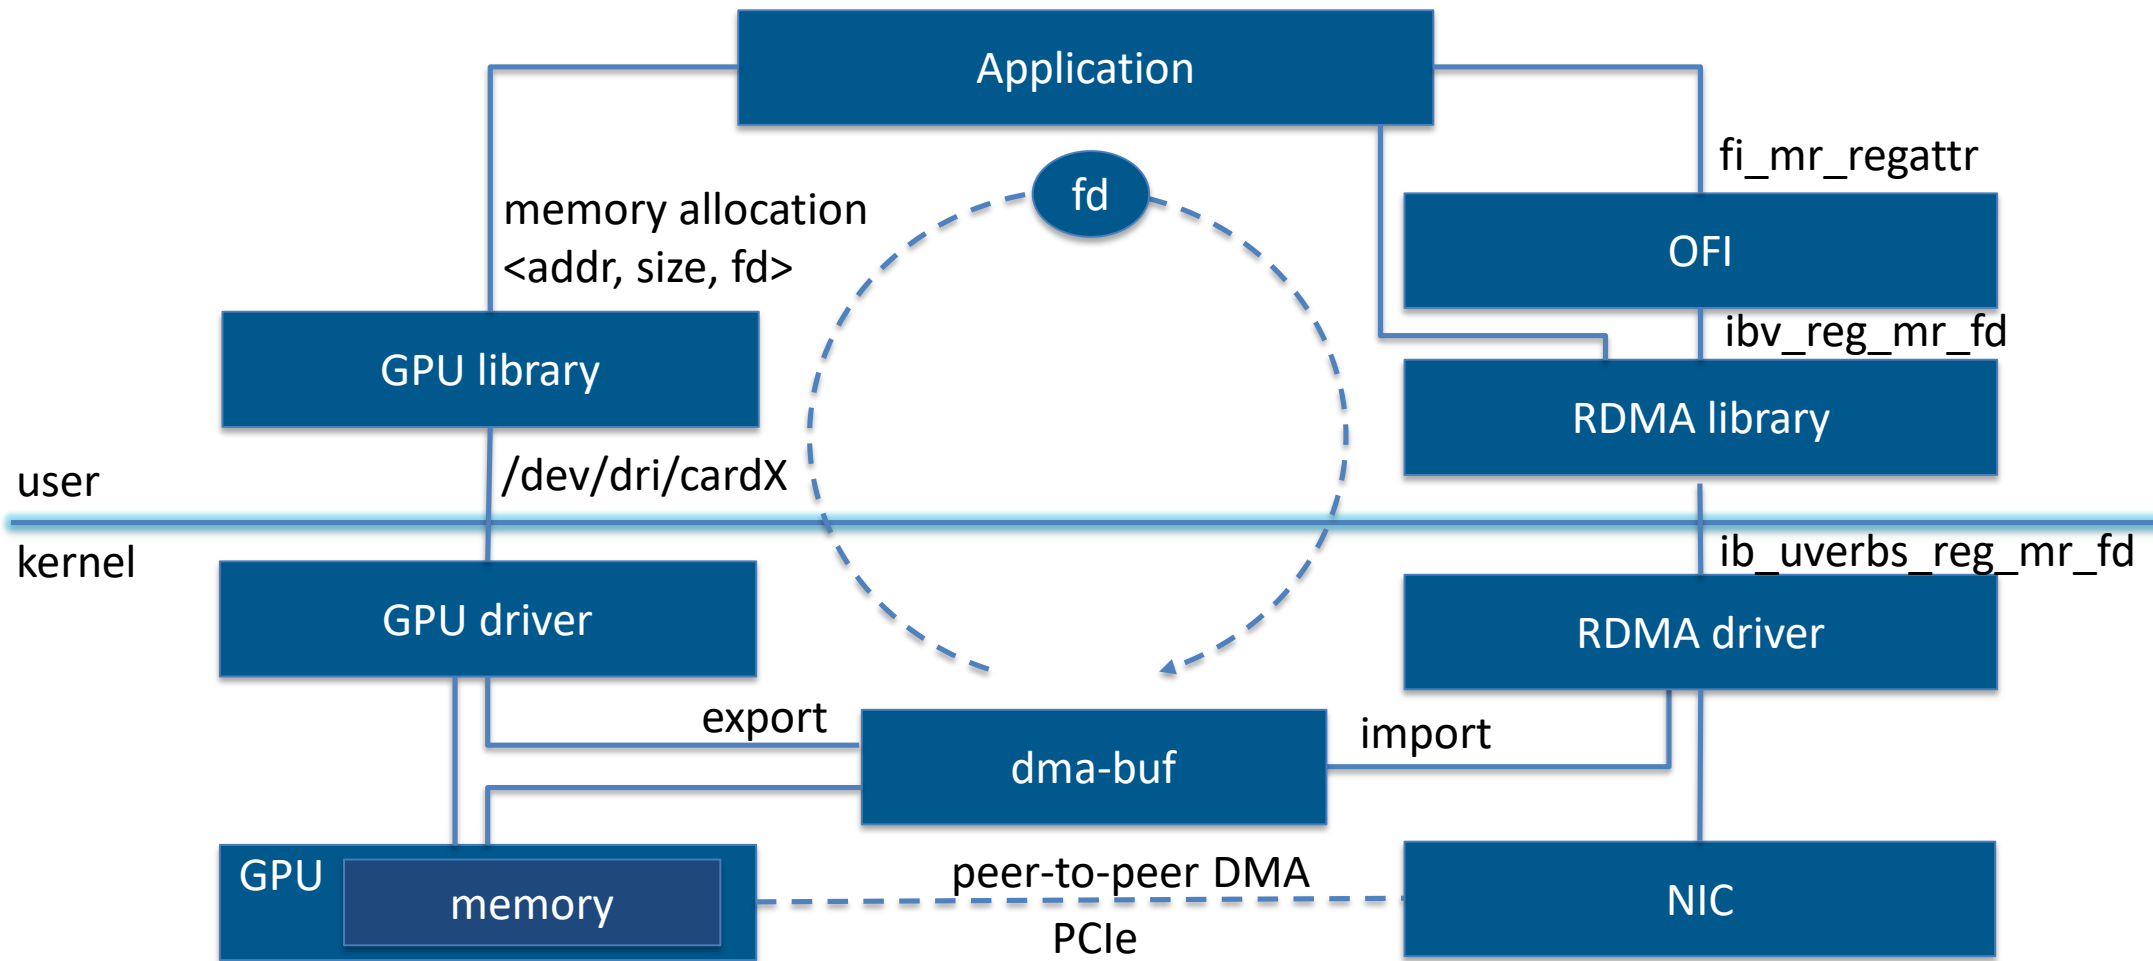 Application
fd
fi_mr_regattr
memory allocation
<addr, size, fd>
OFI
ibv_reg_mr_fd
GPU library
RDMA library
/dev/dri/cardX
user
kernel
ib_uverbs_reg_mr_fd
GPU driver
RDMA driver
export
import
dma-buf
GPU
memory
peer-to-peer DMA
PCIe
NIC